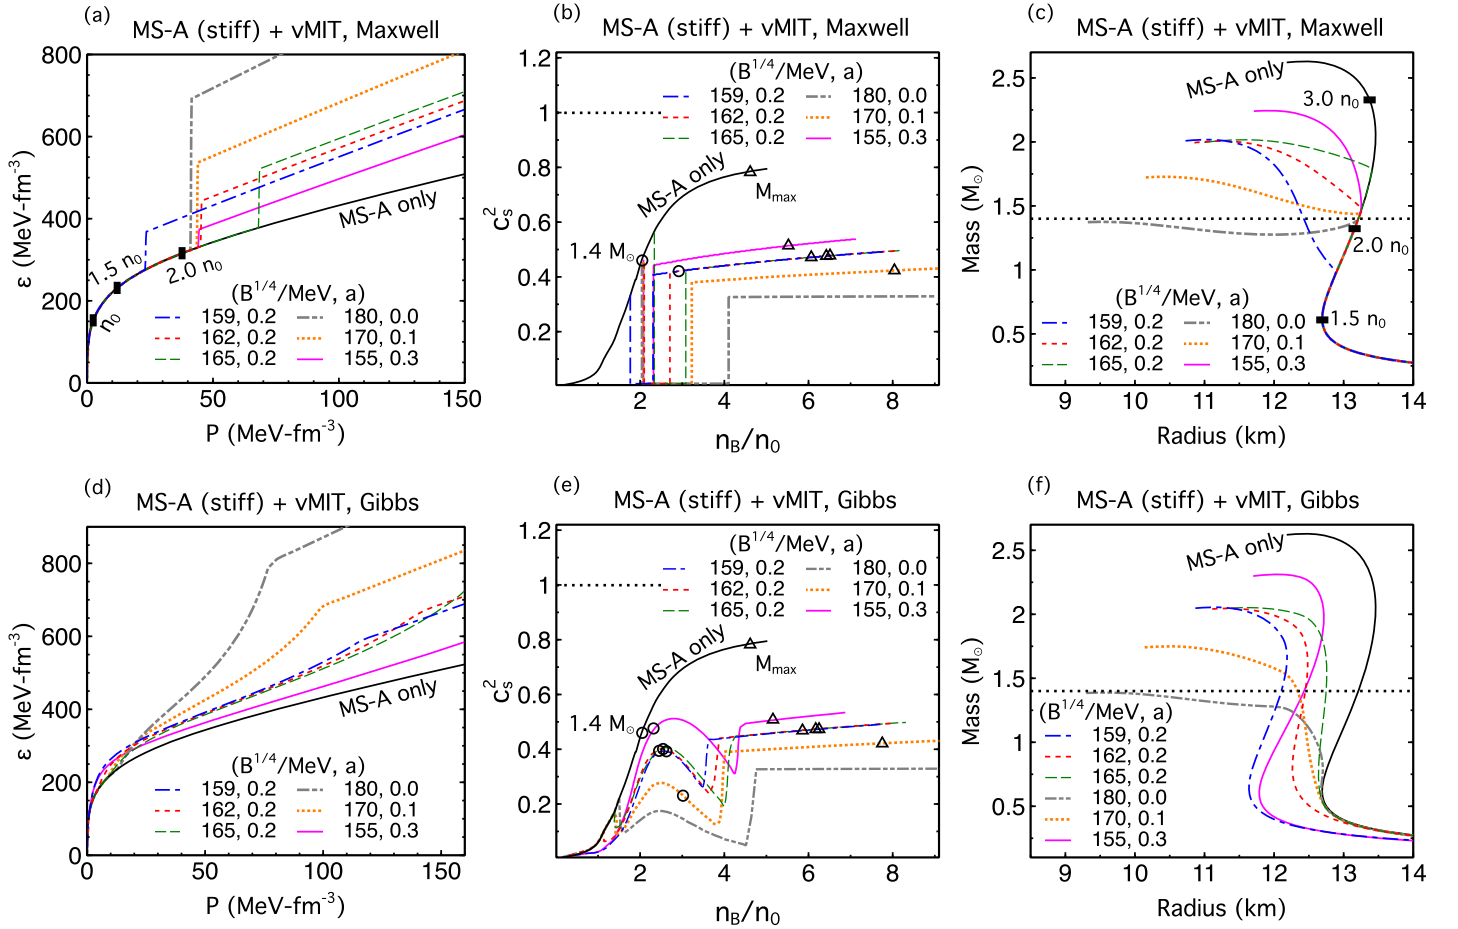 (a)
MS-A (stiff) + vMIT, Maxwell
800
600
400
200
0
ε (MeV-fm⁻³)
n₀
1.5 n₀
2.0 n₀
MS-A only
(B^1/4/MeV, a)
159, 0.2
180, 0.0
162, 0.2
170, 0.1
165, 0.2
155, 0.3
0 50 100 150
P (MeV-fm⁻³)
(b)
MS-A (stiff) + vMIT, Maxwell
1.2
1
0.8
0.6
0.4
0.2
c_s²
(B^1/4/MeV, a)
159, 0.2
180, 0.0
162, 0.2
170, 0.1
165, 0.2
155, 0.3
MS-A only
M_max
1.4 M⊙
2 4 6 8
n_B/n₀
(c)
MS-A (stiff) + vMIT, Maxwell
2.5
2
1.5
1
0.5
Mass (M⊙)
MS-A only
3.0 n₀
2.0 n₀
1.5 n₀
(B^1/4/MeV, a)
159, 0.2
180, 0.0
162, 0.2
170, 0.1
165, 0.2
155, 0.3
9 10 11 12 13 14
Radius (km)
(d)
MS-A (stiff) + vMIT, Gibbs
800
600
400
200
0
ε (MeV-fm⁻³)
MS-A only
(B^1/4/MeV, a)
159, 0.2
180, 0.0
162, 0.2
170, 0.1
165, 0.2
155, 0.3
0 50 100 150
P (MeV-fm⁻³)
(e)
MS-A (stiff) + vMIT, Gibbs
1.2
1
0.8
0.6
0.4
0.2
c_s²
(B^1/4/MeV, a)
159, 0.2
180, 0.0
162, 0.2
170, 0.1
165, 0.2
155, 0.3
MS-A only
M_max
1.4 M⊙
2 4 6 8
n_B/n₀
(f)
MS-A (stiff) + vMIT, Gibbs
2.5
2
1.5
1
0.5
Mass (M⊙)
MS-A only
(B^1/4/MeV, a)
159, 0.2
162, 0.2
165, 0.2
180, 0.0
170, 0.1
155, 0.3
9 10 11 12 13 14
Radius (km)